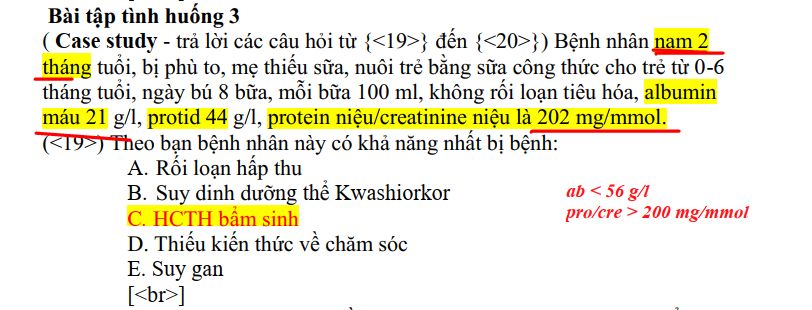 Bài tập tình huống 3
( Case study - trả lời các câu hỏi từ {<19>} đến {<20>}) Bệnh nhân nam 2
tháng tuổi, bị phù to, mẹ thiếu sữa, nuôi trẻ bằng sữa công thức cho trẻ từ 0-6
tháng tuổi, ngày bú 8 bữa, mỗi bữa 100 ml, không rối loạn tiêu hóa, albumin
máu 21 g/l, protid 44 g/l, protein niệu/creatinine niệu là 202 mg/mmol.
(<19>) Theo bạn bệnh nhân này có khả năng nhất bị bệnh:
A. Rối loạn hấp thu
B. Suy dinh dưỡng thể Kwashiorkor
ab < 56 g/l
C. HCTH bẩm sinh
pro/cre > 200 mg/mmol
D. Thiếu kiến thức về chăm sóc
E. Suy gan
[<br>]